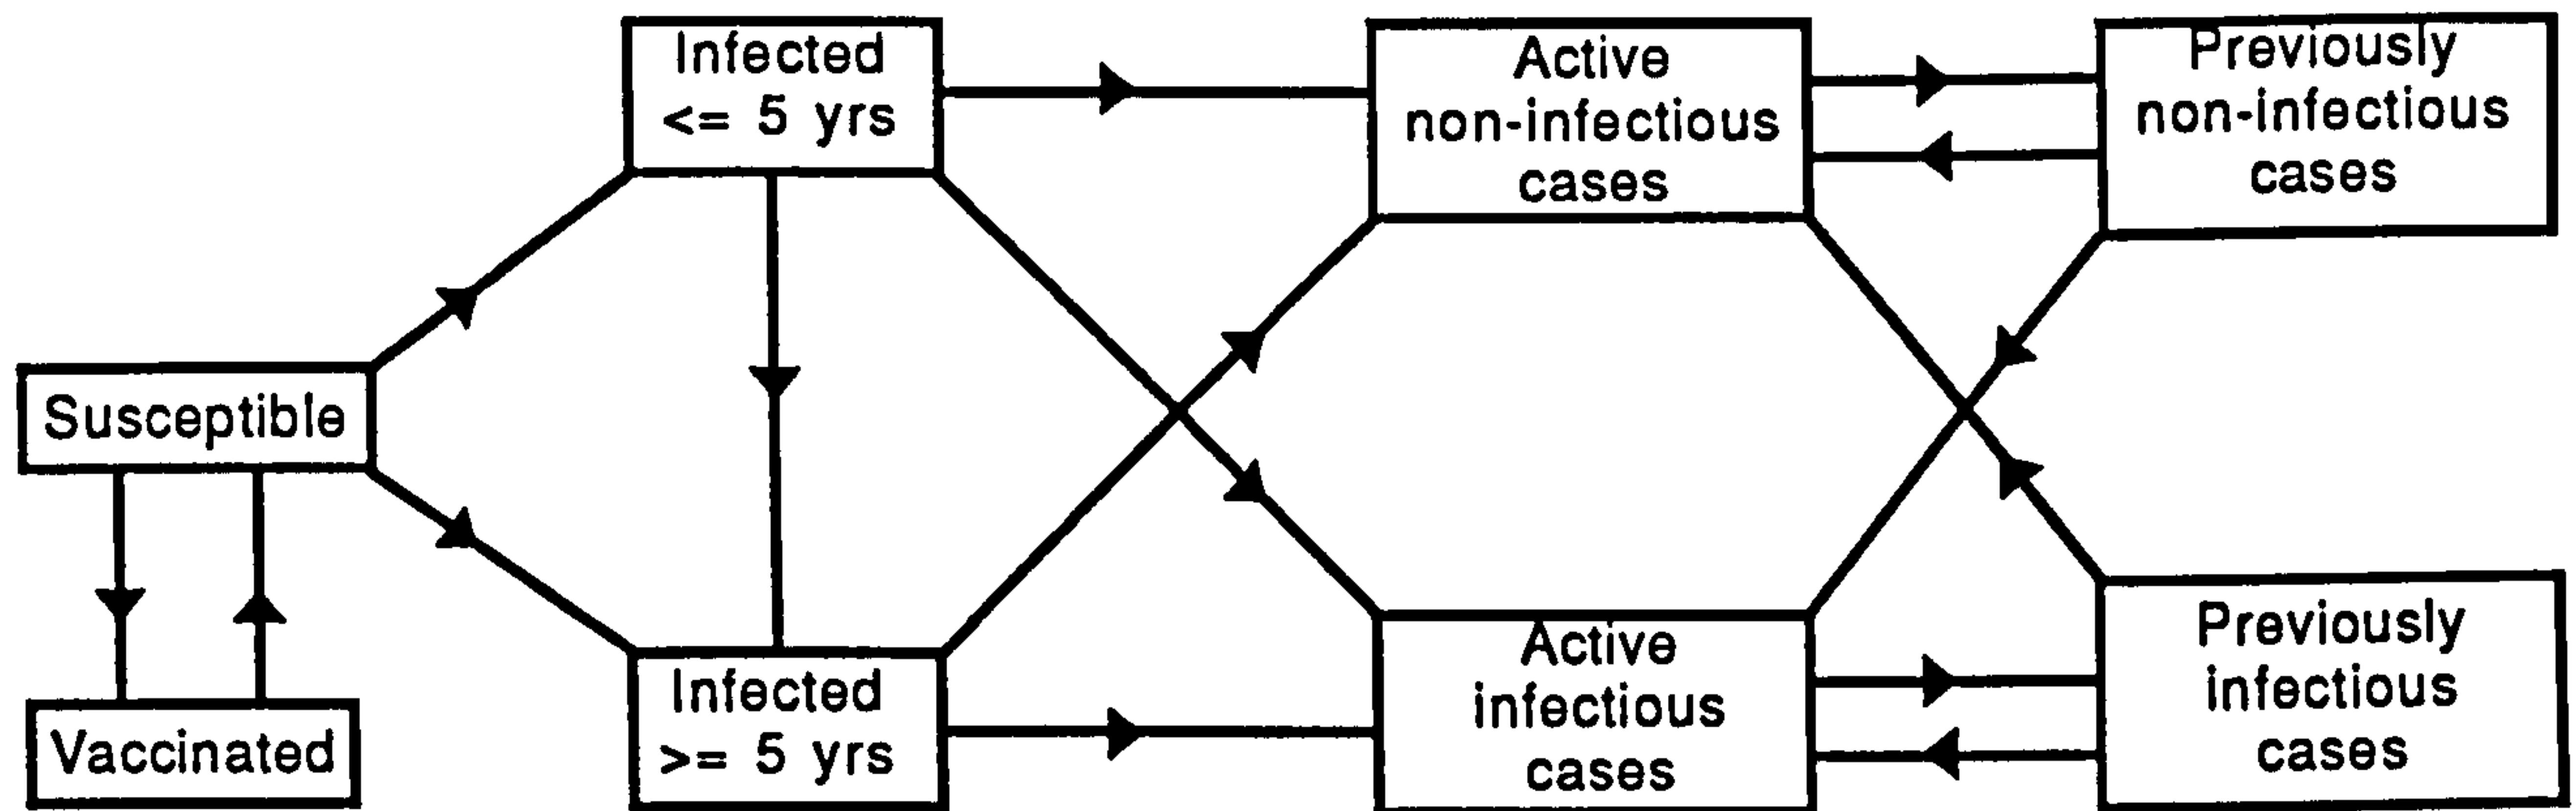 Infected
<= 5 yrs
Active
non-infectious
cases
Previously
non-infectious
cases
Susceptible
Vaccinated
Infected
>= 5 yrs
Active
infectious
cases
Previously
infectious
cases